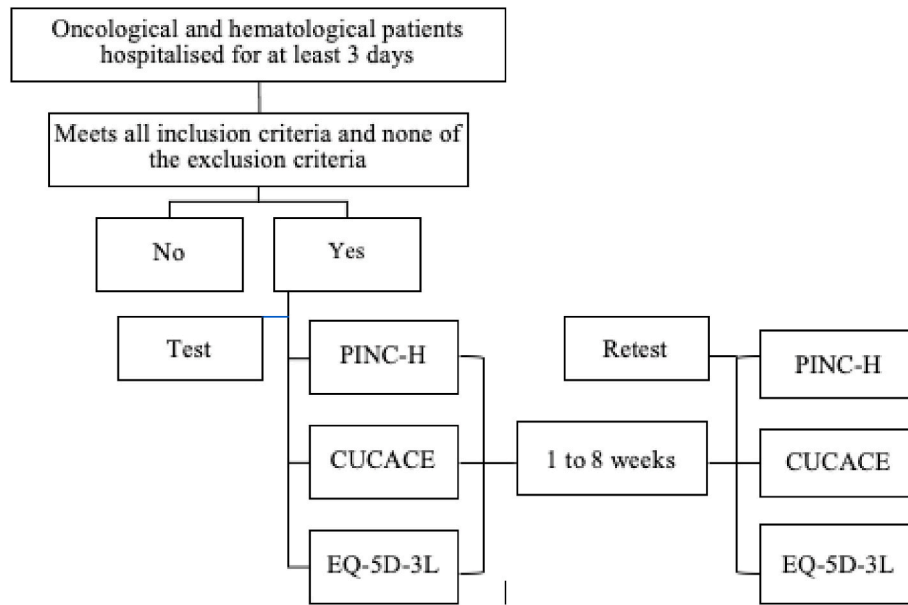 Oncological and hematological patients
hospitalised for at least 3 days
Meets all inclusion criteria and none of
the exclusion criteria
No
Yes
Test
PINC-H
CUCACE
EQ-5D-3L
1 to 8 weeks
Retest
PINC-H
CUCACE
EQ-5D-3L